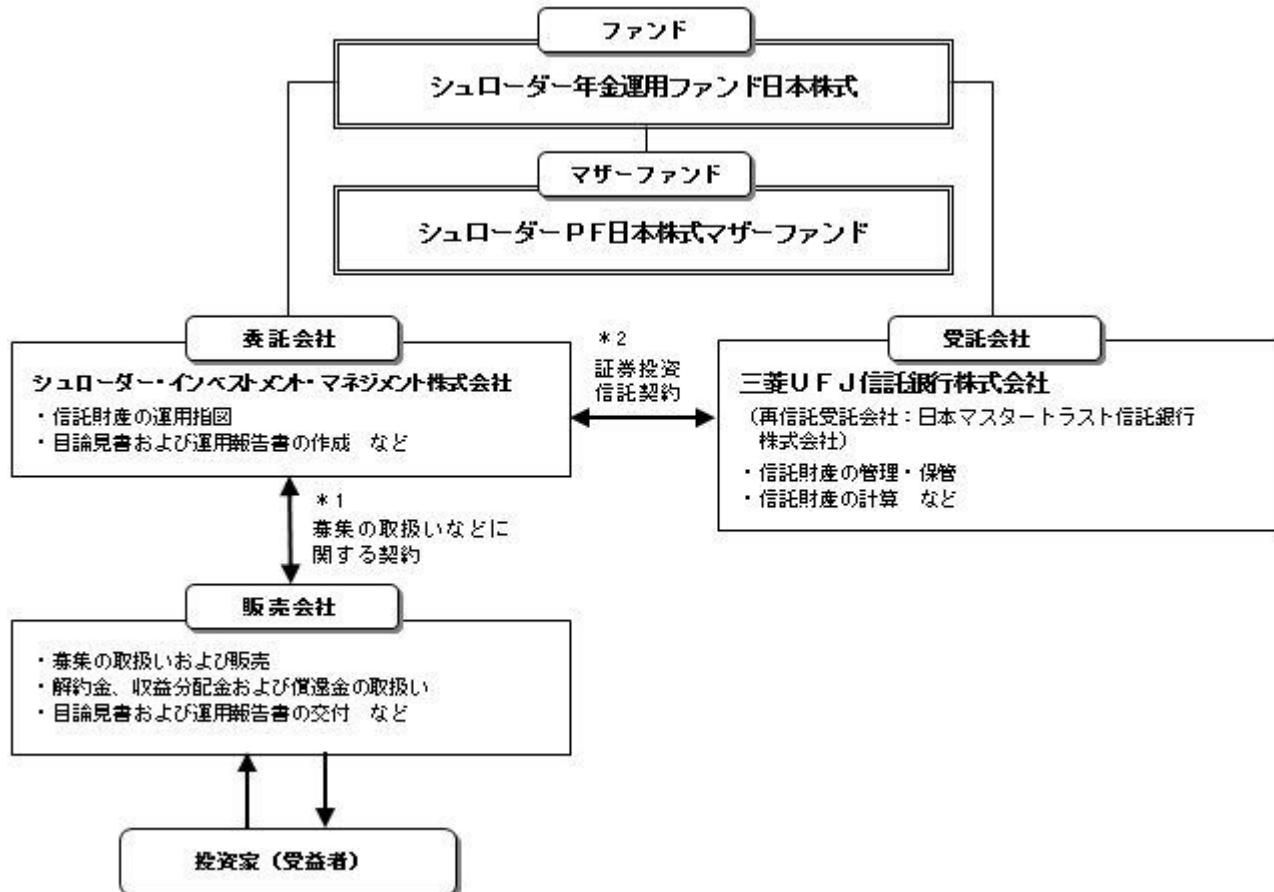 ファンド
シュローダー年金運用ファンド日本株式
マザーファンド
シュローダーＰＦ日本株式マザーファンド
委託会社
シュローダー・インベストメント・マネジメント株式会社
・信託財産の運用指図
・目論見書および運用報告書の作成　など
＊２
証券投資
信託契約
受託会社
三菱ＵＦＪ信託銀行株式会社
（再信託受託会社：日本マスタートラスト信託銀行
株式会社）
・信託財産の管理・保管
・信託財産の計算　など
＊１
募集の取扱いなどに
関する契約
販売会社
・募集の取扱いおよび販売
・解約金、収益分配金および償還金の取扱い
・目論見書および運用報告書の交付　など
投資家（受益者）